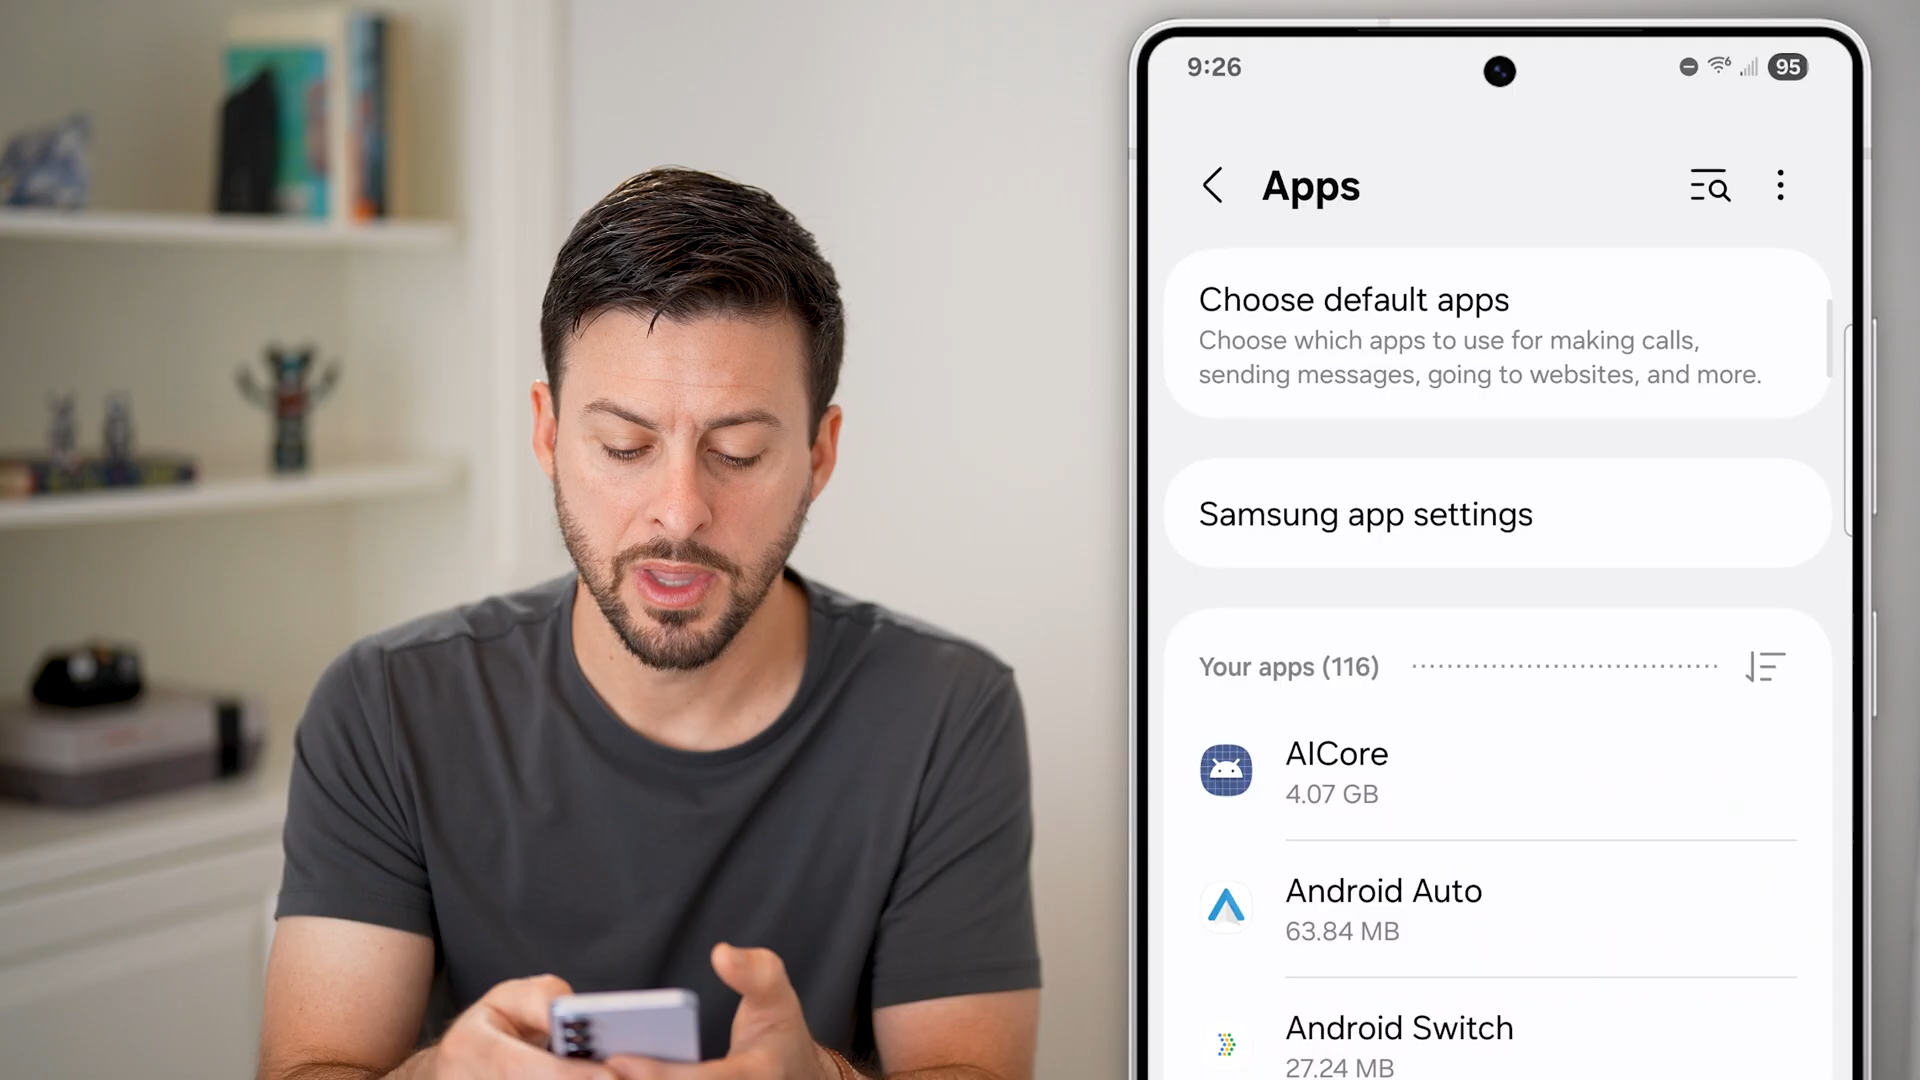 9:26
6
95
Apps
Choose default apps
Choose which apps to use for making calls,
sending messages, going to websites, and more.
Samsung app settings
Your apps (116)
AICore
4.07 GB
Android Auto
63.84 MB
Android Switch
27.24 MB